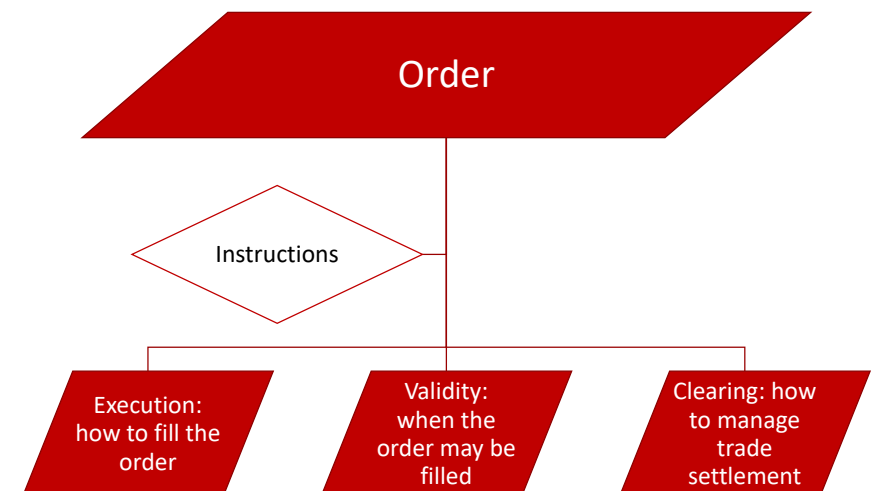 Order
Instructions
Execution:
how to fill the
order
Validity:
when the
order may be
filled
Clearing: how
to manage
trade
settlement